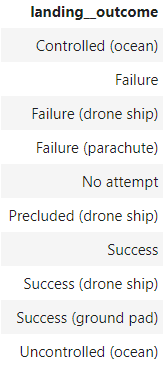 landing__outcome
Controlled (ocean)
Failure
Failure (drone ship)
Failure (parachute)
No attempt
Precluded (drone ship)
Success
Success (drone ship)
Success (ground pad)
Uncontrolled (ocean)